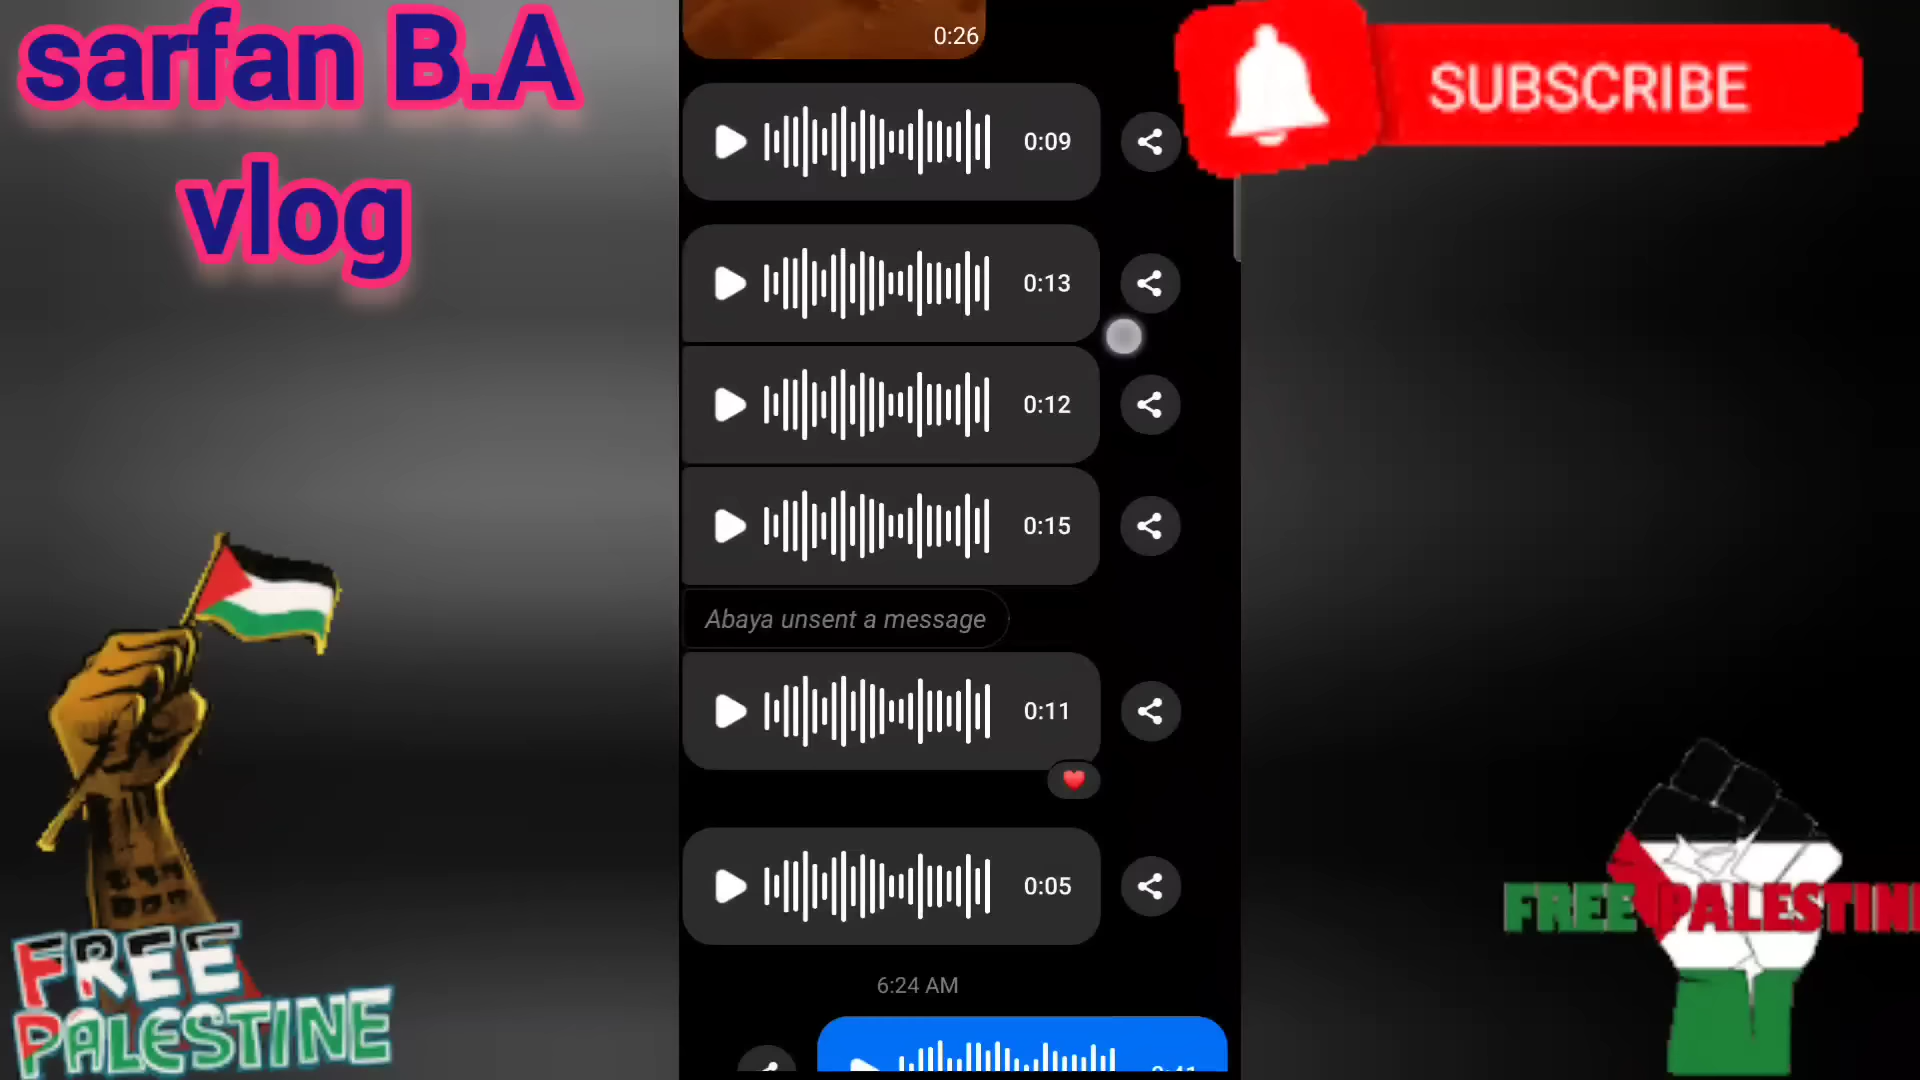 sarfan B.A
vlog
0:26
SUBSCRIBE
0:09
0:13
0:12
0:15
Abaya unsent a message
0:11
0:05
6:24 AM
FREE
PALESTINE
FREE PALESTIN